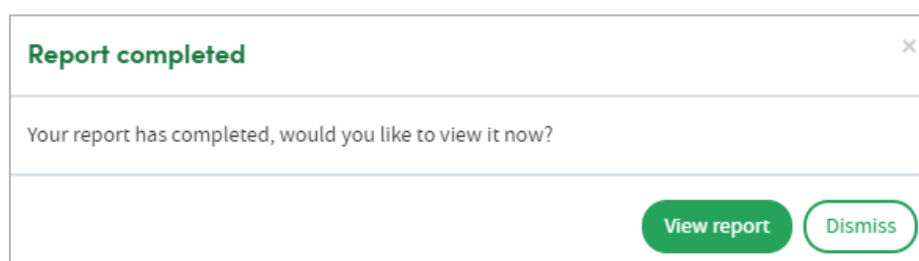 Report completed
×
Your report has completed, would you like to view it now?
View report
Dismiss